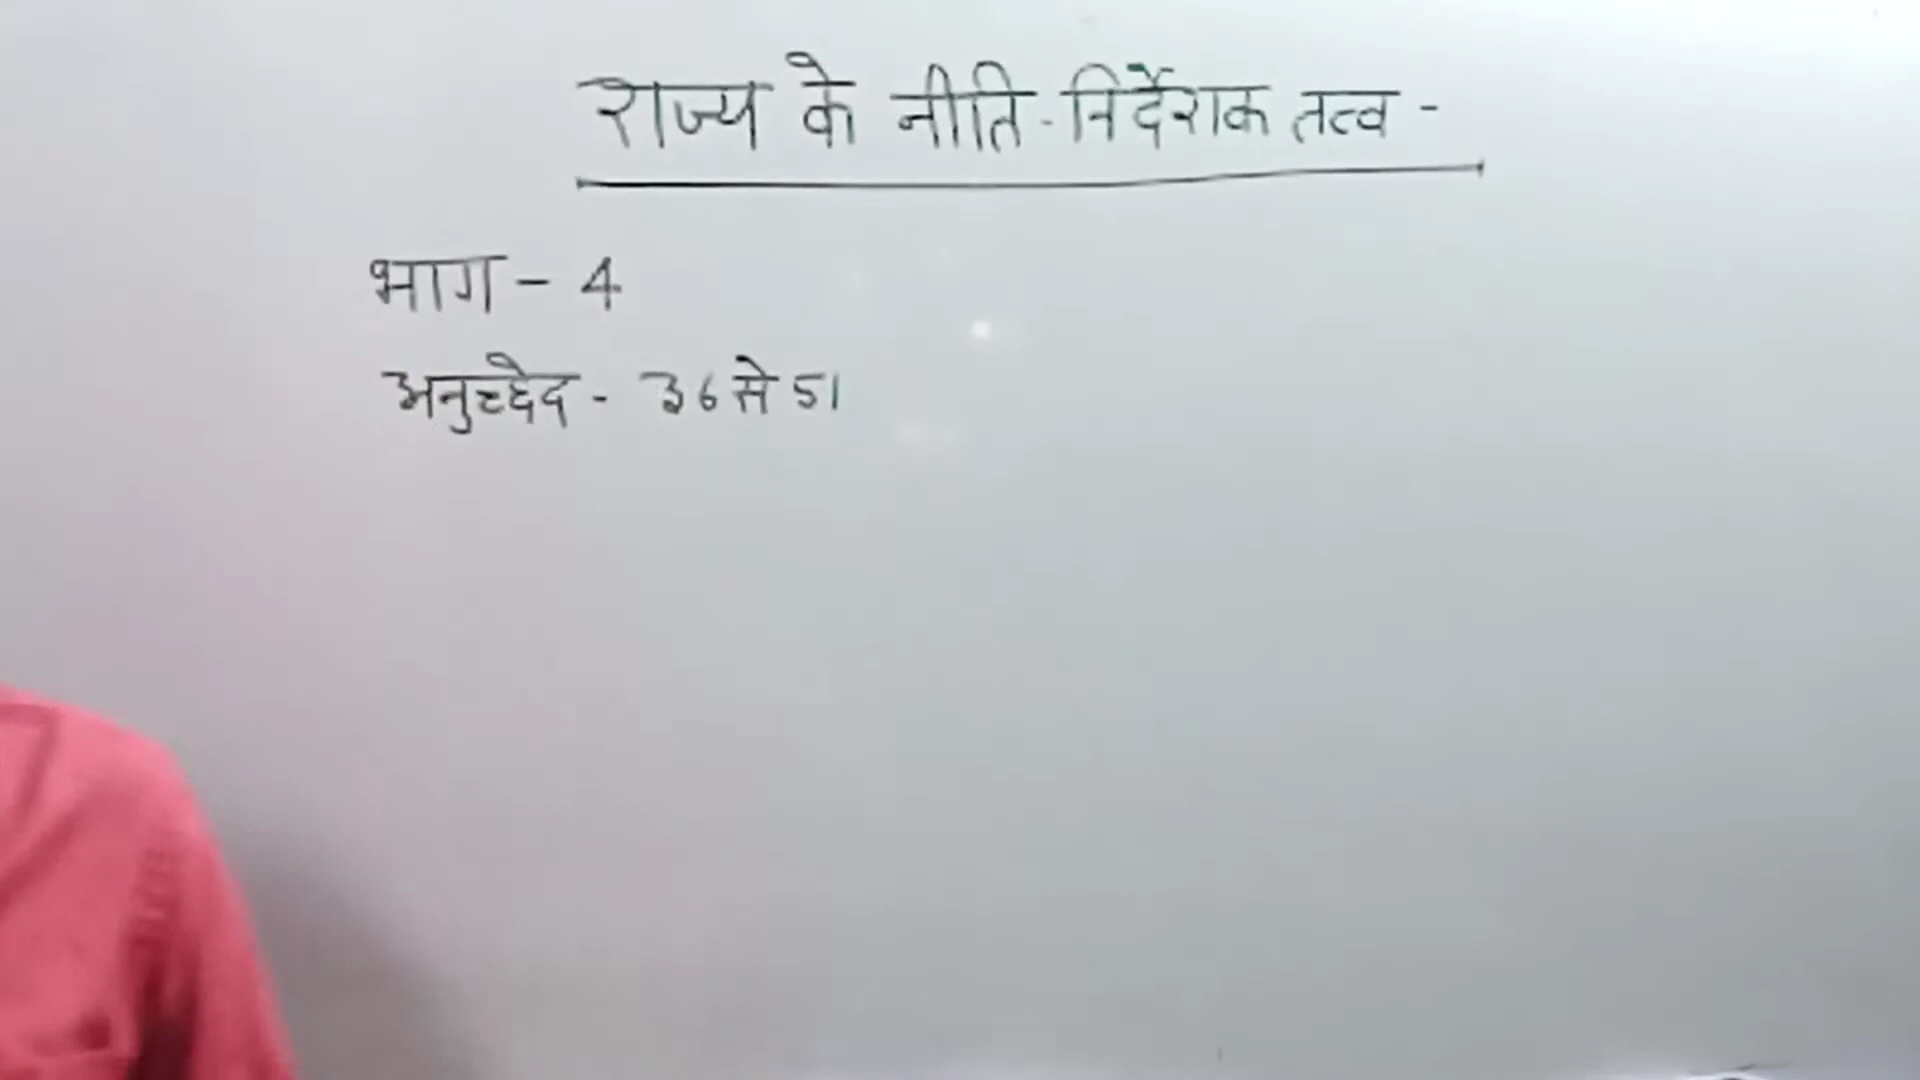 राज्य के नीति-निर्देशक तत्व -
भाग - 4
अनुच्छेद - 36 से 51